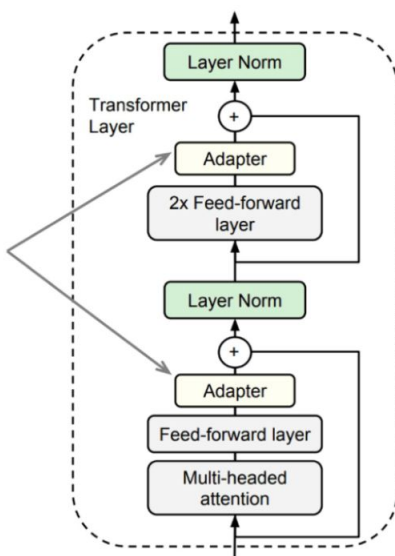 Layer Norm
Transformer
Layer
+
Adapter
2x Feed-forward
layer
Layer Norm
+
Adapter
Feed-forward layer
Multi-headed
attention